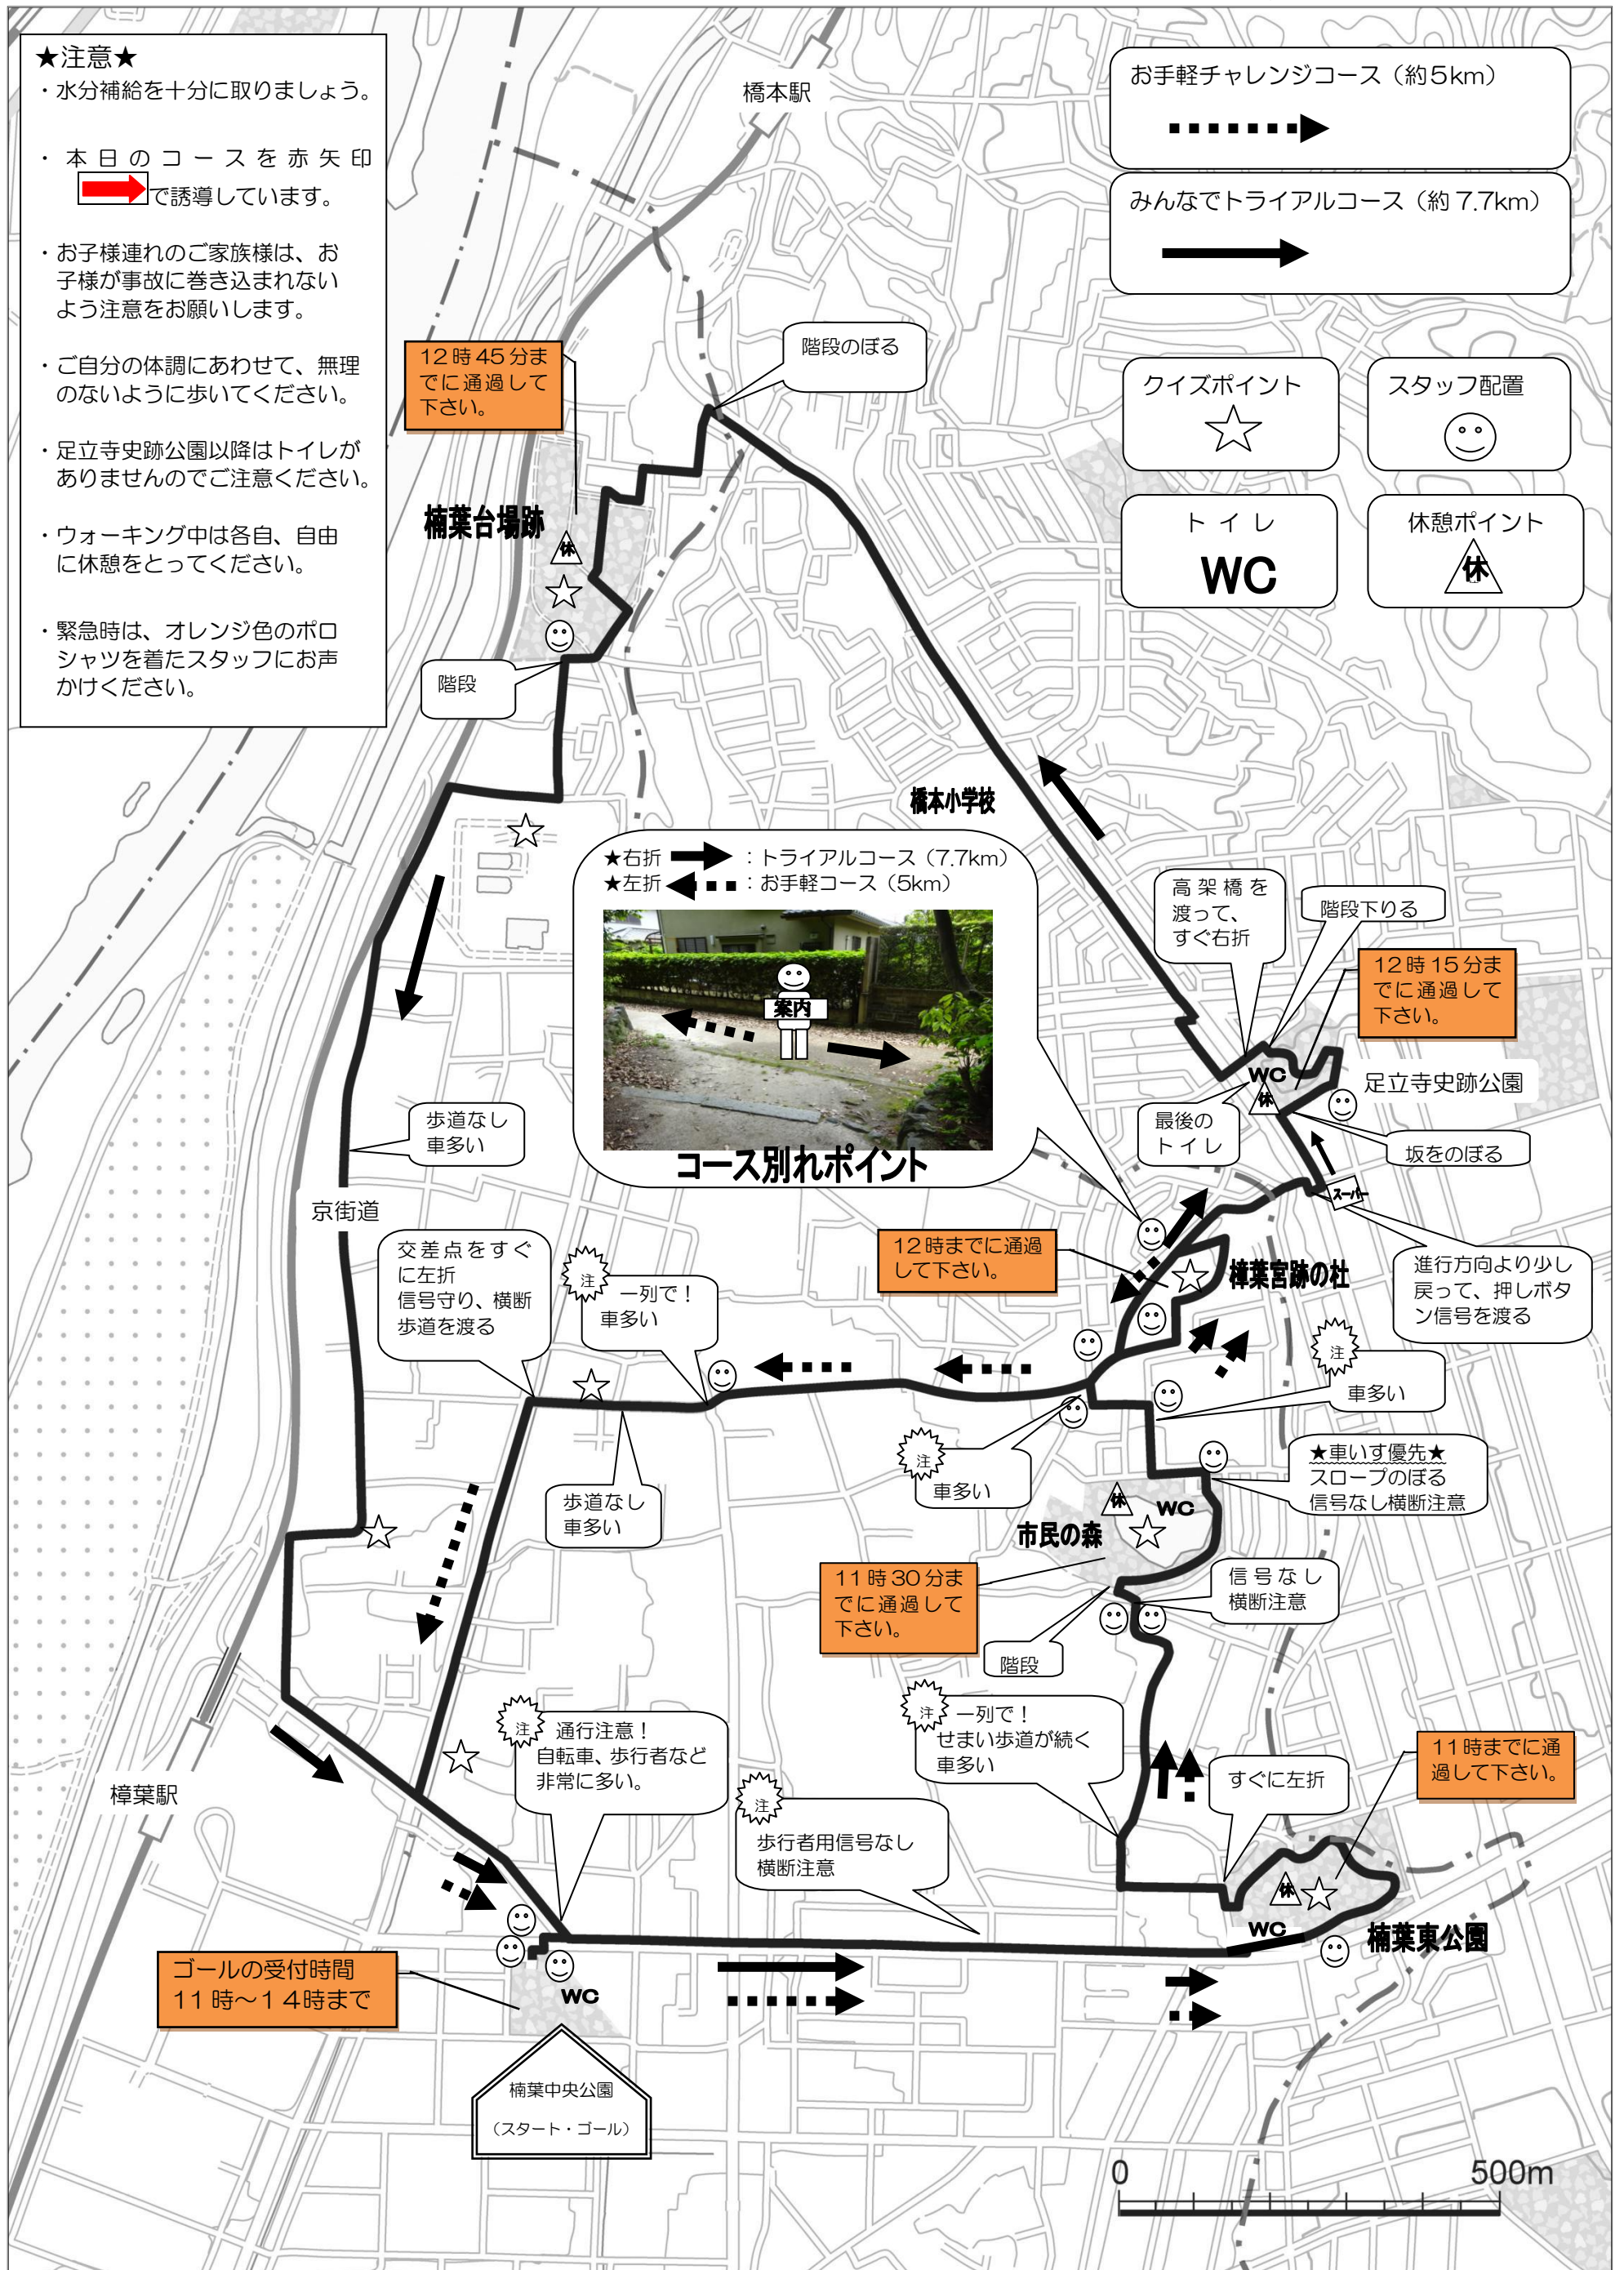 ★注意★
・水分補給を十分に取りましょう。
・本日のコースを赤矢印
で誘導しています。
・お子様連れのご家族様は、お
子様が事故に巻き込まれない
よう注意をお願いします。
・ご自分の体調にあわせて、無理
のないように歩いてください。
・足立寺史跡公園以降はトイレが
ありませんのでご注意ください。
・ウォーキング中は各自、自由
に休憩をとってください。
・緊急時は、オレンジ色のポロ
シャツを着たスタッフにお声
かけください。
橋本駅
お手軽チャレンジコース（約５km）
みんなでトライアルコース（約7.7km）
クイズポイント
スタッフ配置
トイレ
WC
休憩ポイント
休
階段のぼる
12時45分ま
でに通過して
下さい。
楠葉台場跡
休
階段
橋本小学校
★右折　：トライアルコース（7.7km）
★左折　：お手軽コース（5km）
案内
コース別れポイント
高架橋を
渡って、
すぐ右折
階段下りる
12時15分ま
でに通過して
下さい。
WC
休
足立寺史跡公園
最後の
トイレ
坂をのぼる
スーパー
進行方向より少し
戻って、押しボタ
ン信号を渡る
歩道なし
車多い
京街道
交差点をすぐ
に左折
信号守り、横断
歩道を渡る
注
一列で！
車多い
12時までに通過
して下さい。
樟葉宮跡の杜
注
車多い
歩道なし
車多い
注
車多い
★車いす優先★
スロープのぼる
信号なし横断注意
休
WC
市民の森
11時30分ま
でに通過して
下さい。
信号なし
横断注意
階段
樟葉駅
注
通行注意！
自転車、歩行者など
非常に多い。
注
一列で！
せまい歩道が続く
車多い
すぐに左折
11時までに通
過して下さい。
注
歩行者用信号なし
横断注意
休
WC
楠葉東公園
ゴールの受付時間
11時～14時まで
WC
楠葉中央公園
（スタート・ゴール）
0
500m